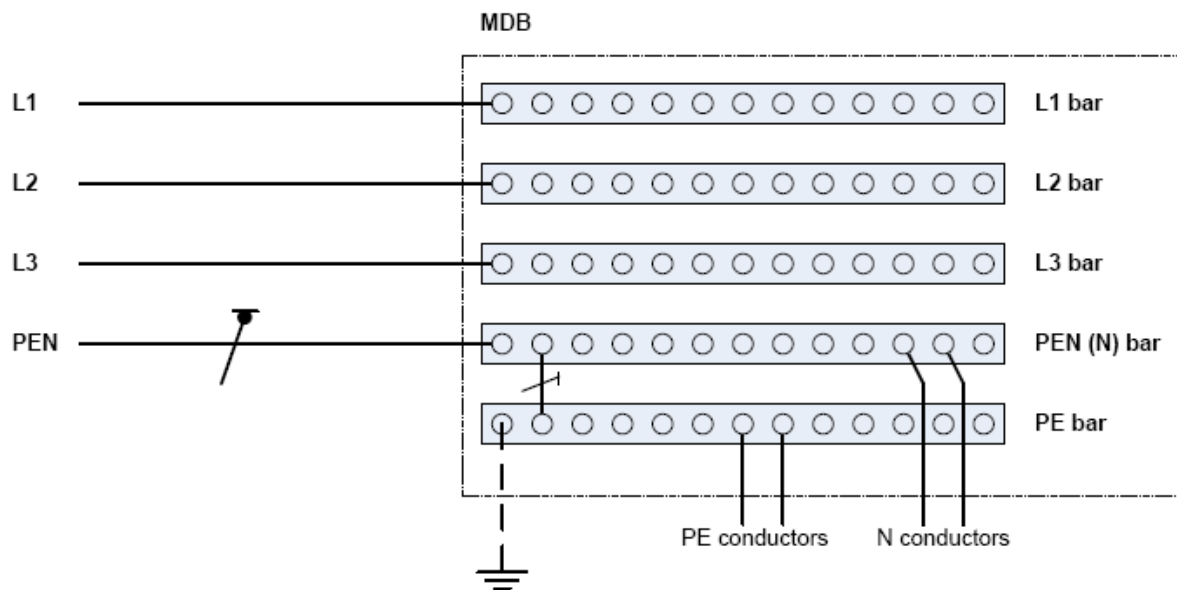 MDB
L1
L1 bar
L2
L2 bar
L3
L3 bar
PEN
PEN (N) bar
PE bar
PE conductors
N conductors